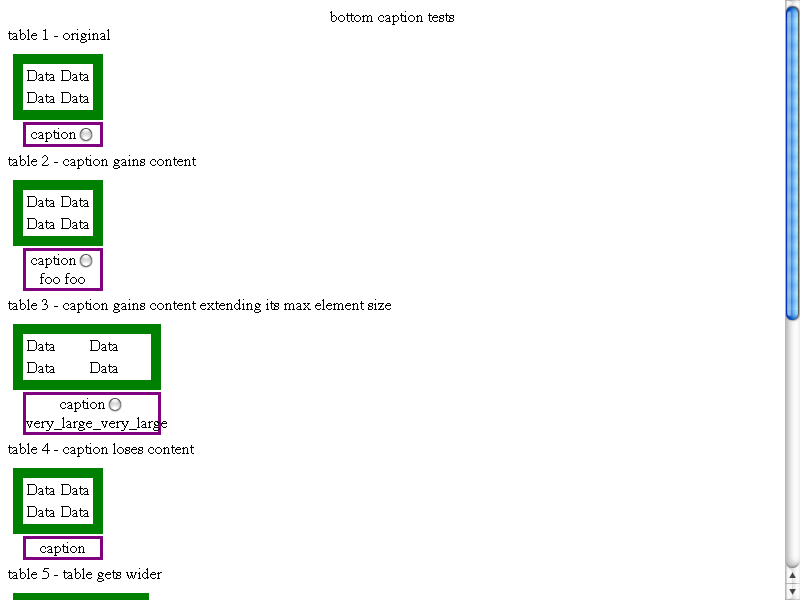 bottom caption tests
table 1 - original
Data Data
Data Data
caption
table 2 - caption gains content
Data Data
Data Data
caption
foo foo
table 3 - caption gains content extending its max element size
Data Data
Data Data
caption
very_large_very_large
table 4 - caption loses content
Data Data
Data Data
caption
table 5 - table gets wider